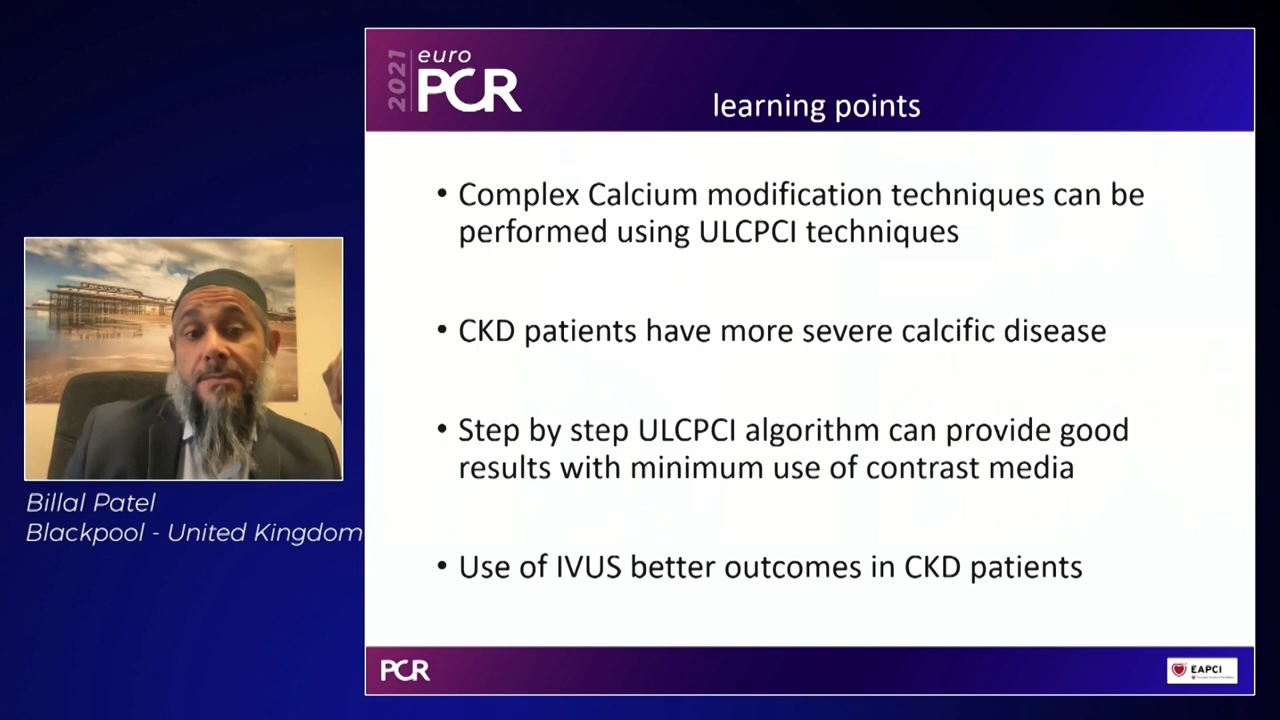 2021
euro
PCR
learning points
• Complex Calcium modification techniques can be
performed using ULCPCI techniques
• CKD patients have more severe calcific disease
• Step by step ULCPCI algorithm can provide good
results with minimum use of contrast media
• Use of IVUS better outcomes in CKD patients
Billal Patel
Blackpool - United Kingdom
PCR
EAPCI